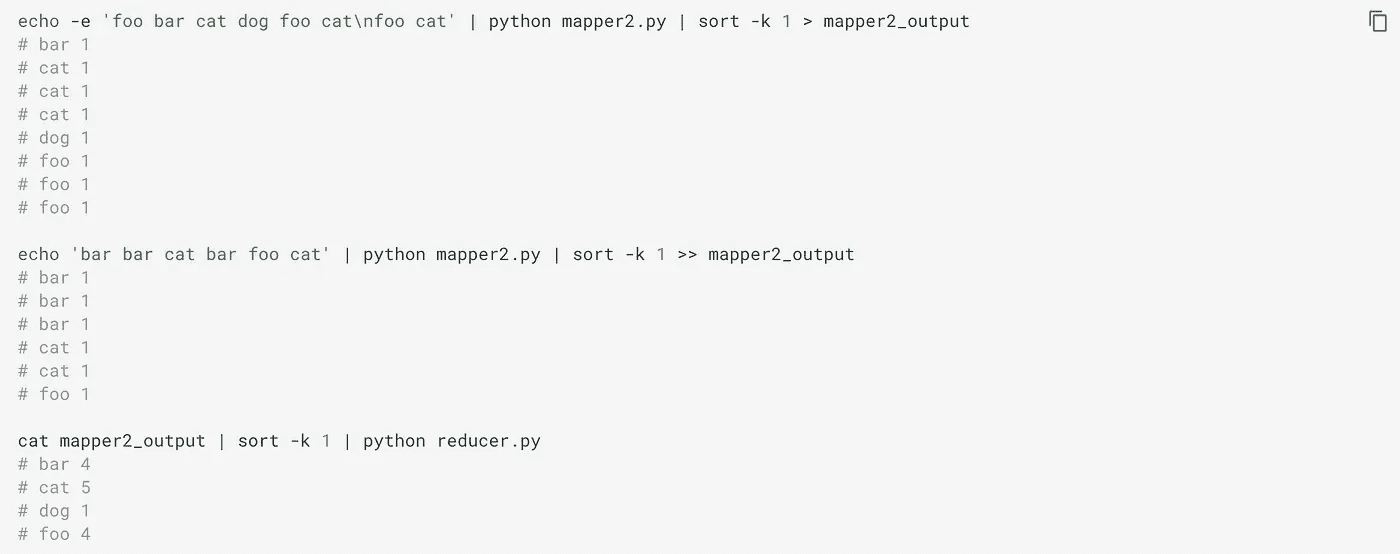 echo -e 'foo bar cat dog foo cat\nfoo cat' | python mapper2.py | sort -k 1 > mapper2_output
# bar 1
# cat 1
# cat 1
# cat 1
# dog 1
# foo 1
# foo 1
# foo 1
echo 'bar bar cat bar foo cat' | python mapper2.py | sort -k 1 >> mapper2_output
# bar 1
# bar 1
# bar 1
# cat 1
# cat 1
# foo 1
cat mapper2_output | sort -k 1 | python reducer.py
# bar 4
# cat 5
# dog 1
# foo 4